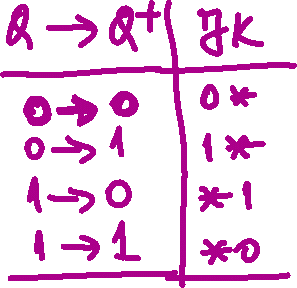 Q → Q+ JK
0 → 0 0*
0 → 1 1*
1 → 0 *1
1 → 1 *0